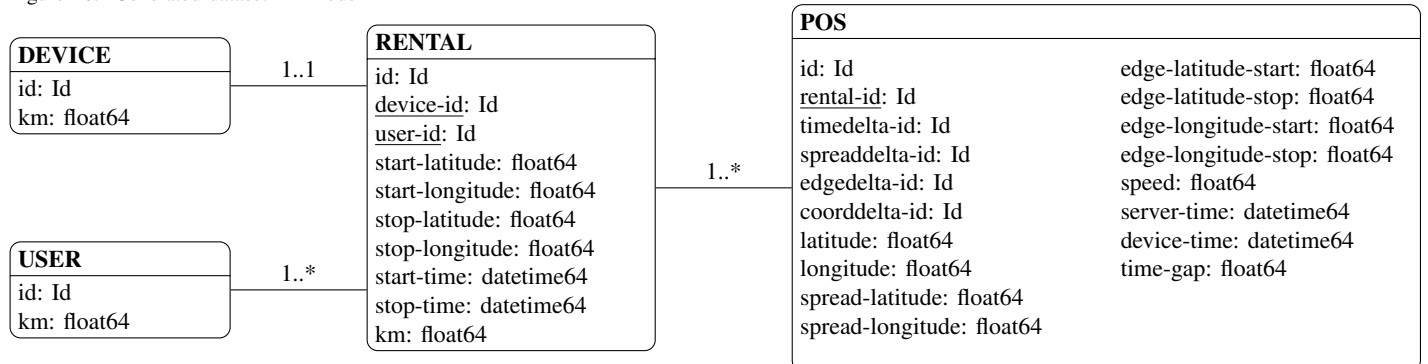 DEVICE
id: Id
km: float64
1..1
USER
id: Id
km: float64
1..*
RENTAL
id: Id
device-id: Id
user-id: Id
start-latitude: float64
start-longitude: float64
stop-latitude: float64
stop-longitude: float64
start-time: datetime64
stop-time: datetime64
km: float64
1..*
POS
id: Id
rental-id: Id
timedelta-id: Id
spreaddelta-id: Id
edgedelta-id: Id
coorddelta-id: Id
latitude: float64
longitude: float64
spread-latitude: float64
spread-longitude: float64
edge-latitude-start: float64
edge-latitude-stop: float64
edge-longitude-start: float64
edge-longitude-stop: float64
speed: float64
server-time: datetime64
device-time: datetime64
time-gap: float64